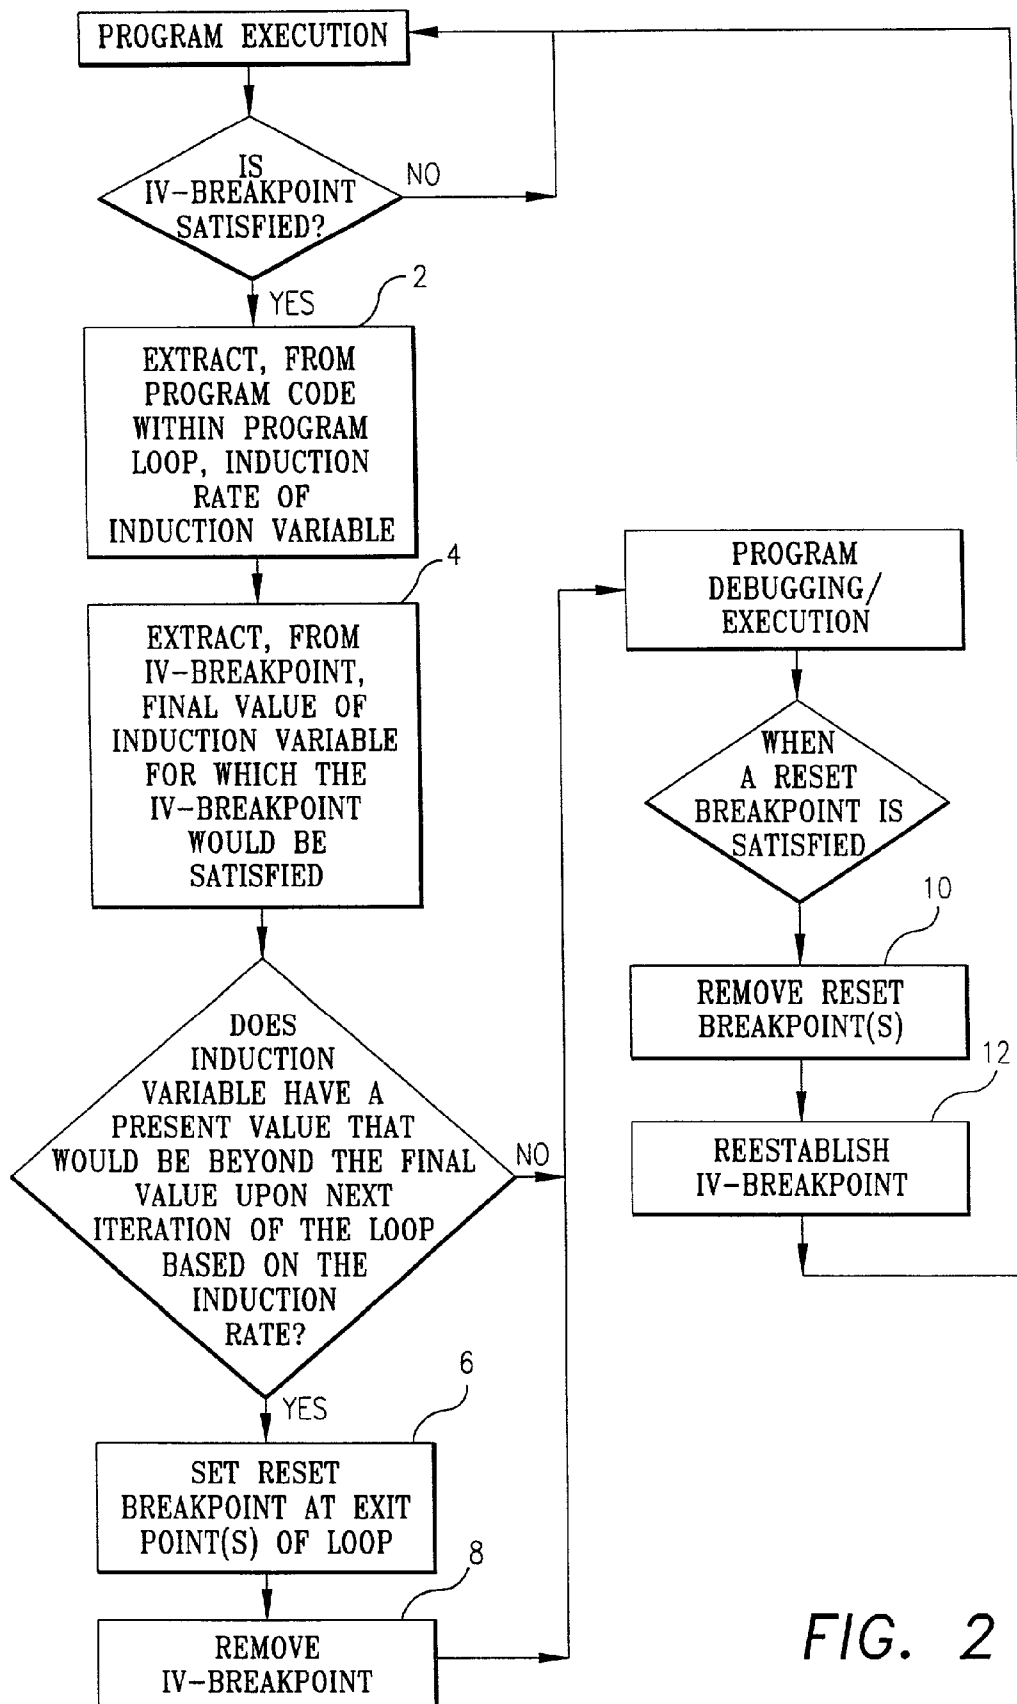 PROGRAM EXECUTION
IS
IV-BREAKPOINT
SATISFIED?
NO
YES
2
EXTRACT, FROM
PROGRAM CODE
WITHIN PROGRAM
LOOP, INDUCTION
RATE OF
INDUCTION VARIABLE
4
EXTRACT, FROM
IV-BREAKPOINT,
FINAL VALUE OF
INDUCTION VARIABLE
FOR WHICH THE
IV-BREAKPOINT
WOULD BE
SATISFIED
DOES
INDUCTION
VARIABLE HAVE A
PRESENT VALUE THAT
WOULD BE BEYOND THE FINAL
VALUE UPON NEXT
ITERATION OF THE LOOP
BASED ON THE
INDUCTION
RATE?
NO
YES
6
SET RESET
BREAKPOINT AT EXIT
POINT(S) OF LOOP
8
REMOVE
IV-BREAKPOINT
PROGRAM
DEBUGGING/
EXECUTION
WHEN
A RESET
BREAKPOINT IS
SATISFIED
10
REMOVE RESET
BREAKPOINT(S)
12
REESTABLISH
IV-BREAKPOINT
FIG. 2